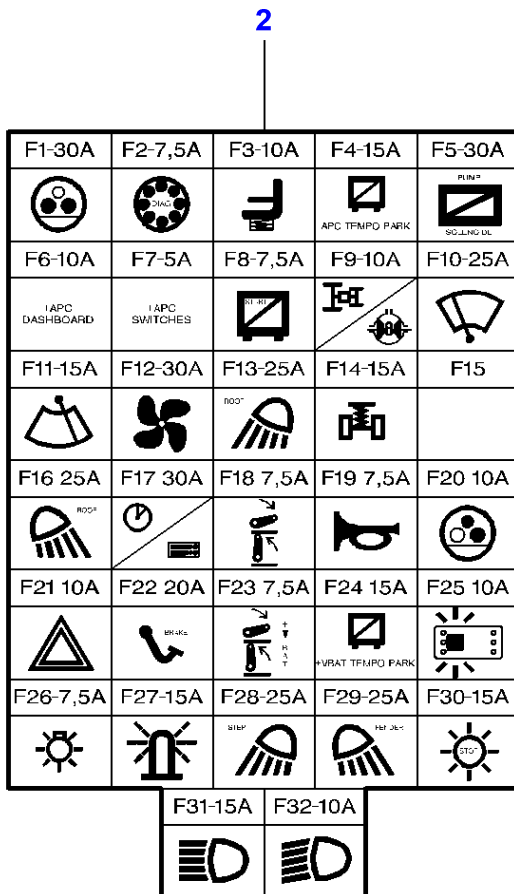 2
F1-30A F2-7,5A F3-10A F4-15A F5-30A
DIAG
APC TEMPO PARK
PUMP
SOLENOIDE
F6-10A F7-5A F8-7,5A F9-10A F10-25A
+APC
DASHBOARD
+APC
SWITCHES
F11-15A F12-30A F13-25A F14-15A F15
ROOF
F16 25A F17 30A F18 7,5A F19 7,5A F20 10A
ROOF
F21 10A F22 20A F23 7,5A F24 15A F25 10A
BRAKE
+
B
A
T
+VBAT TEMPO PARK
F26-7,5A F27-15A F28-25A F29-25A F30-15A
STEP
FENDER
STOP
F31-15A F32-10A